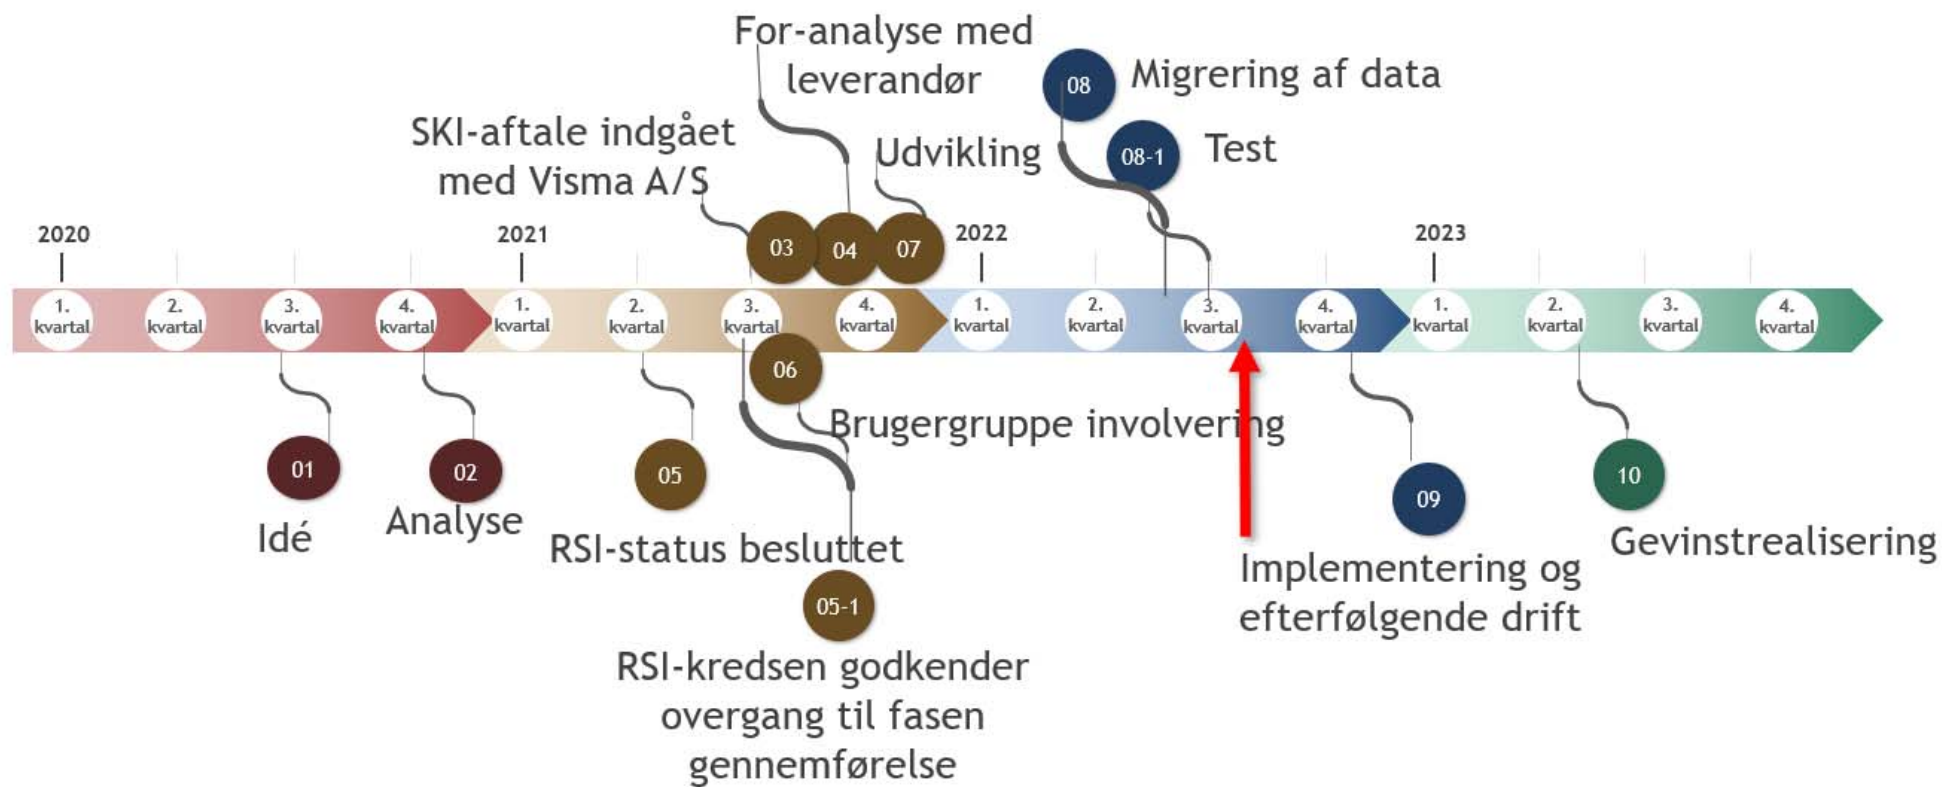 For-analyse med
leverandør
08
Migrering af data
SKI-aftale indgået
med Visma A/S
Udvikling
08-1
Test
2020
2021
03
04
07
2022
2023
1.
kvartal
2.
kvartal
3.
kvartal
4.
kvartal
1.
kvartal
2.
kvartal
3.
kvartal
4.
kvartal
1.
kvartal
2.
kvartal
3.
kvartal
4.
kvartal
1.
kvartal
2.
kvartal
3.
kvartal
4.
kvartal
06
Brugergruppe involvering
01
Idé
02
Analyse
05
RSI-status besluttet
05-1
RSI-kredsen godkender
overgang til fasen
gennemførelse
09
Implementering og
efterfølgende drift
10
Gevinstrealisering